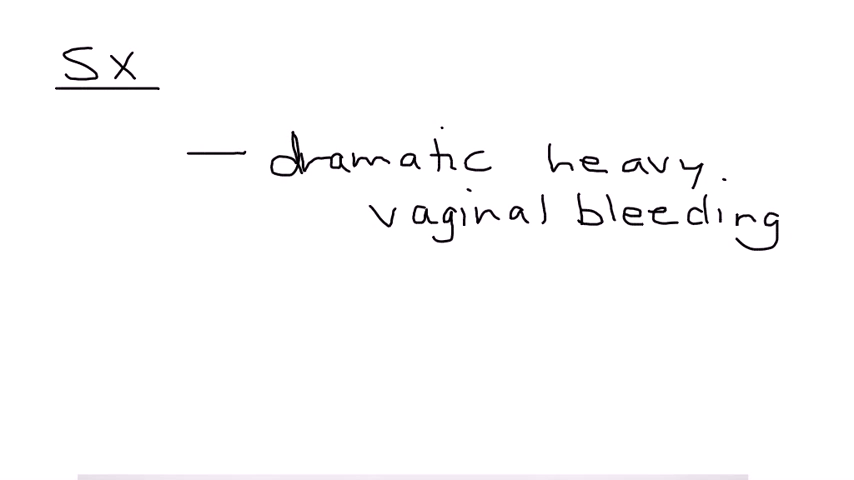 Sx
— dramatic heavy.
vaginal bleeding